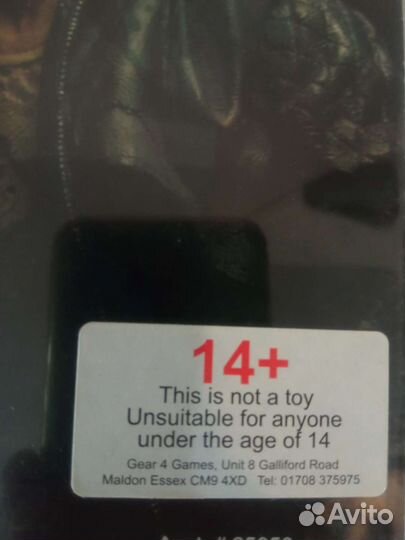 14+
This is not a toy
Unsuitable for anyone
under the age of 14
Gear 4 Games, Unit 8 Galliford Road
Maldon Essex CM9 4XD Tel: 01708 375975
Avito